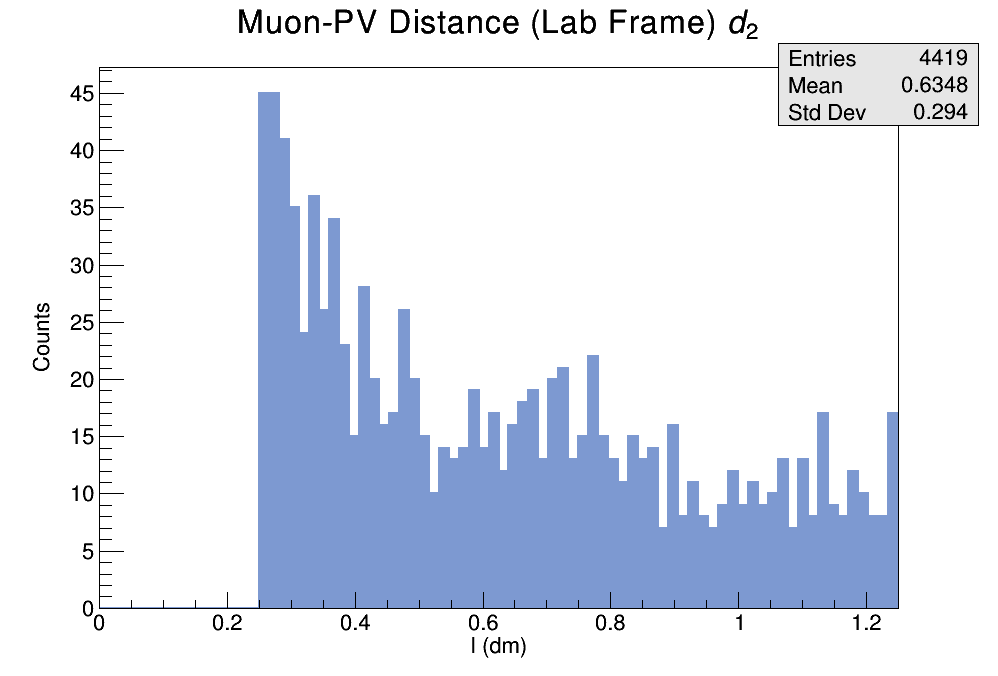 Muon-PV Distance (Lab Frame) d₂
Entries 4419
Mean 0.6348
Std Dev 0.294
Counts
45
40
35
30
25
20
15
10
5
0
0 0.2 0.4 0.6 0.8 1 1.2
l (dm)